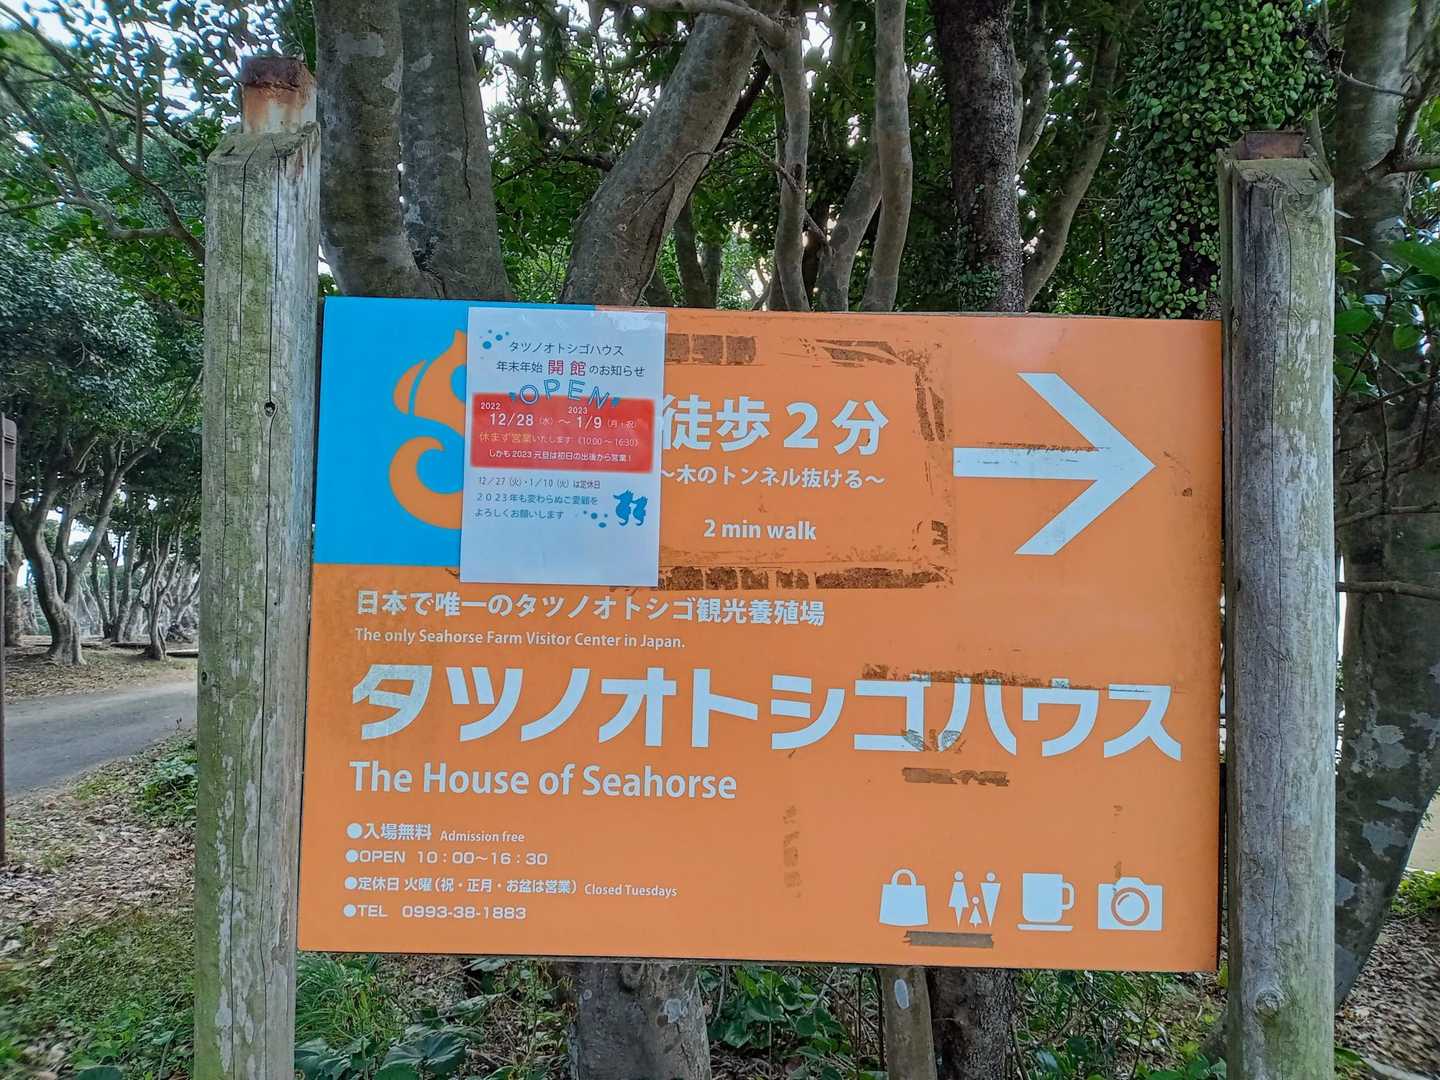 タツノオトシゴハウス
年末年始 開館のお知らせ
"OPEN"
2022 2023
12/28(水)～1/9(月・祝)
休まず営業いたします《10:00～16:30》
しかも2023元旦は初日の出後から営業！
12／27（火）・1／10（火）は定休日
２０２３年も変わらぬご愛顧を
よろしくお願いします
徒歩２分
～木のトンネル抜ける～
2 min walk
日本で唯一のタツノオトシゴ観光養殖場
The only Seahorse Farm Visitor Center in Japan.
タツノオトシゴハウス
The House of Seahorse
●入場無料 Admission free
●OPEN 10：00～16：30
●定休日 火曜（祝・正月・お盆は営業） Closed Tuesdays
●TEL 0993-38-1883